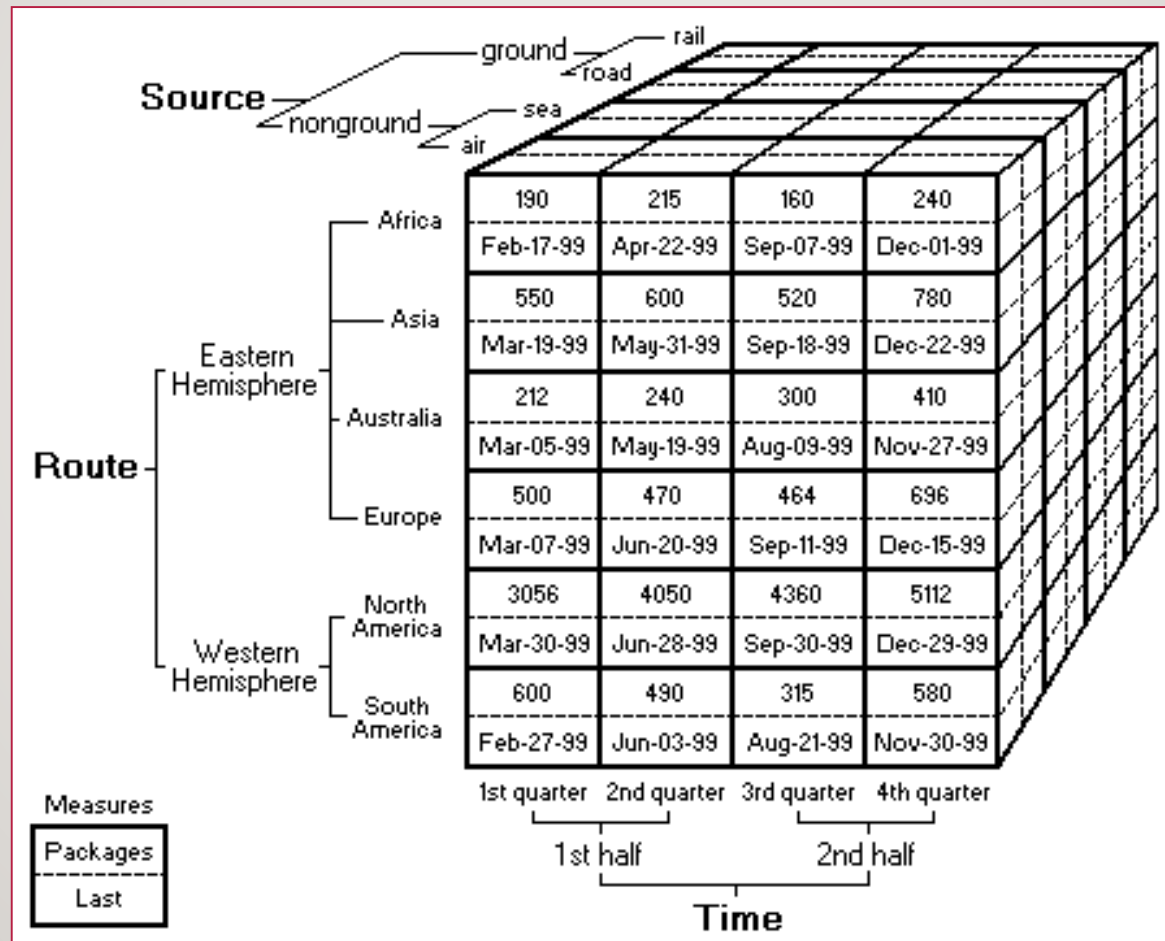 rail
ground
road
Source
sea
nonground
air
190 215 160 240
Africa
Feb-17-99 Apr-22-99 Sep-07-99 Dec-01-99
550 600 520 780
Asia
Mar-19-99 May-31-99 Sep-18-99 Dec-22-99
Eastern
Hemisphere
212 240 300 410
Australia
Mar-05-99 May-19-99 Aug-09-99 Nov-27-99
Route
500 470 464 696
Europe
Mar-07-99 Jun-20-99 Sep-11-99 Dec-15-99
3056 4050 4360 5112
North
America
Mar-30-99 Jun-28-99 Sep-30-99 Dec-29-99
Western
Hemisphere
600 490 315 580
South
America
Feb-27-99 Jun-03-99 Aug-21-99 Nov-30-99
1st quarter 2nd quarter 3rd quarter 4th quarter
Measures
Packages
Last
1st half 2nd half
Time